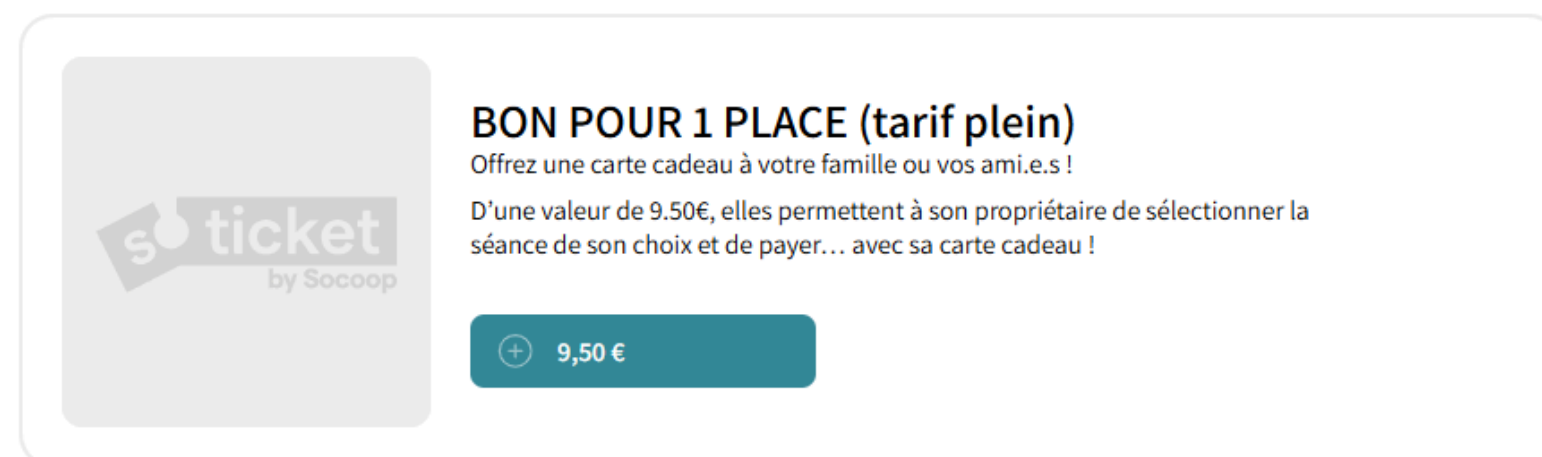 so ticket
by Socoop
BON POUR 1 PLACE (tarif plein)
Offrez une carte cadeau à votre famille ou vos ami.e.s !
D’une valeur de 9.50€, elles permettent à son propriétaire de sélectionner la
séance de son choix et de payer… avec sa carte cadeau !
9,50 €